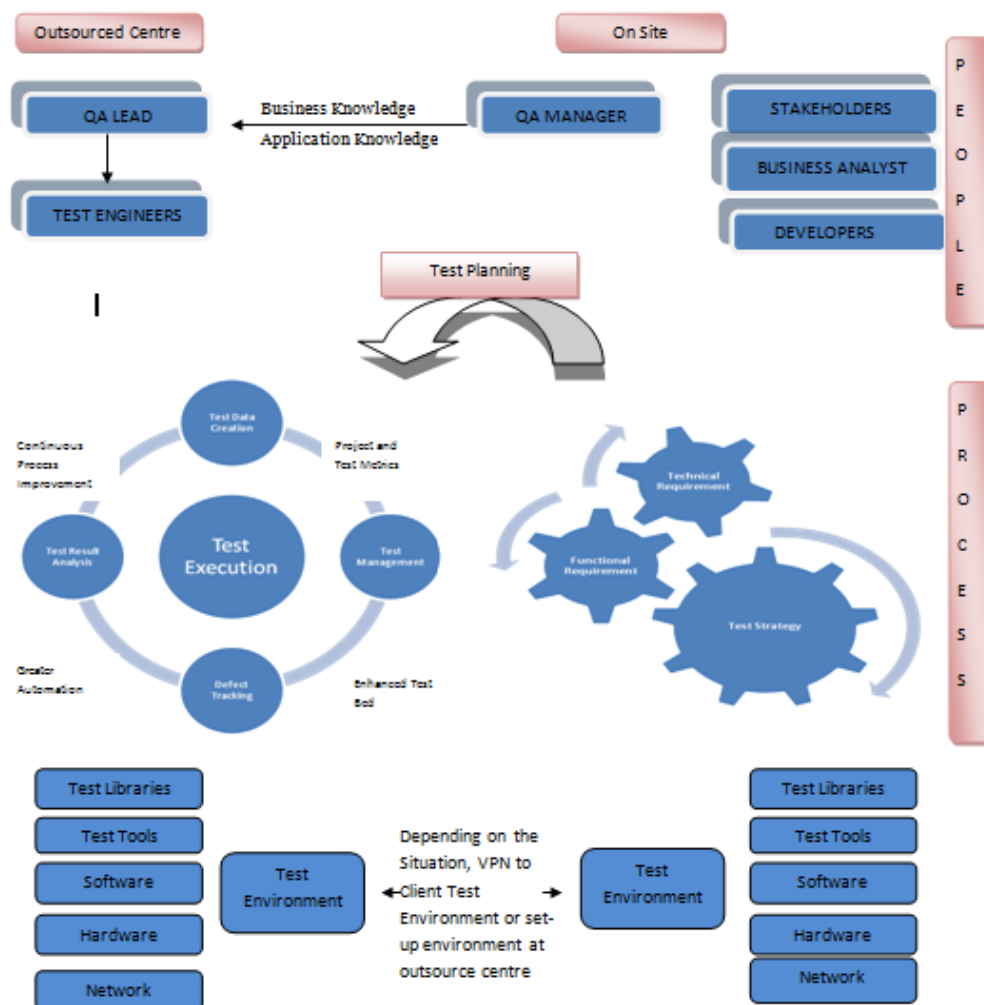 Outsourced Centre
On Site
QA LEAD
Business Knowledge
Application Knowledge
QA MANAGER
STAKEHOLDERS
BUSINESS ANALYST
DEVELOPERS
TEST ENGINEERS
P
E
O
P
L
E
Test Planning
Test Data
Creation
Continuous
Process
Improvement
Project and
Test Metrics
Test Result
Analysis
Test
Execution
Test
Management
Greater
Automation
Defect
Tracking
Enhanced Test
Bed
Technical
Requirement
Functional
Requirement
Test Strategy
P
R
O
C
E
S
S
Test Libraries
Test Tools
Software
Hardware
Network
Test
Environment
Depending on the
Situation, VPN to
Client Test
Environment or set-
up environment at
outsource centre
Test
Environment
Test Libraries
Test Tools
Software
Hardware
Network